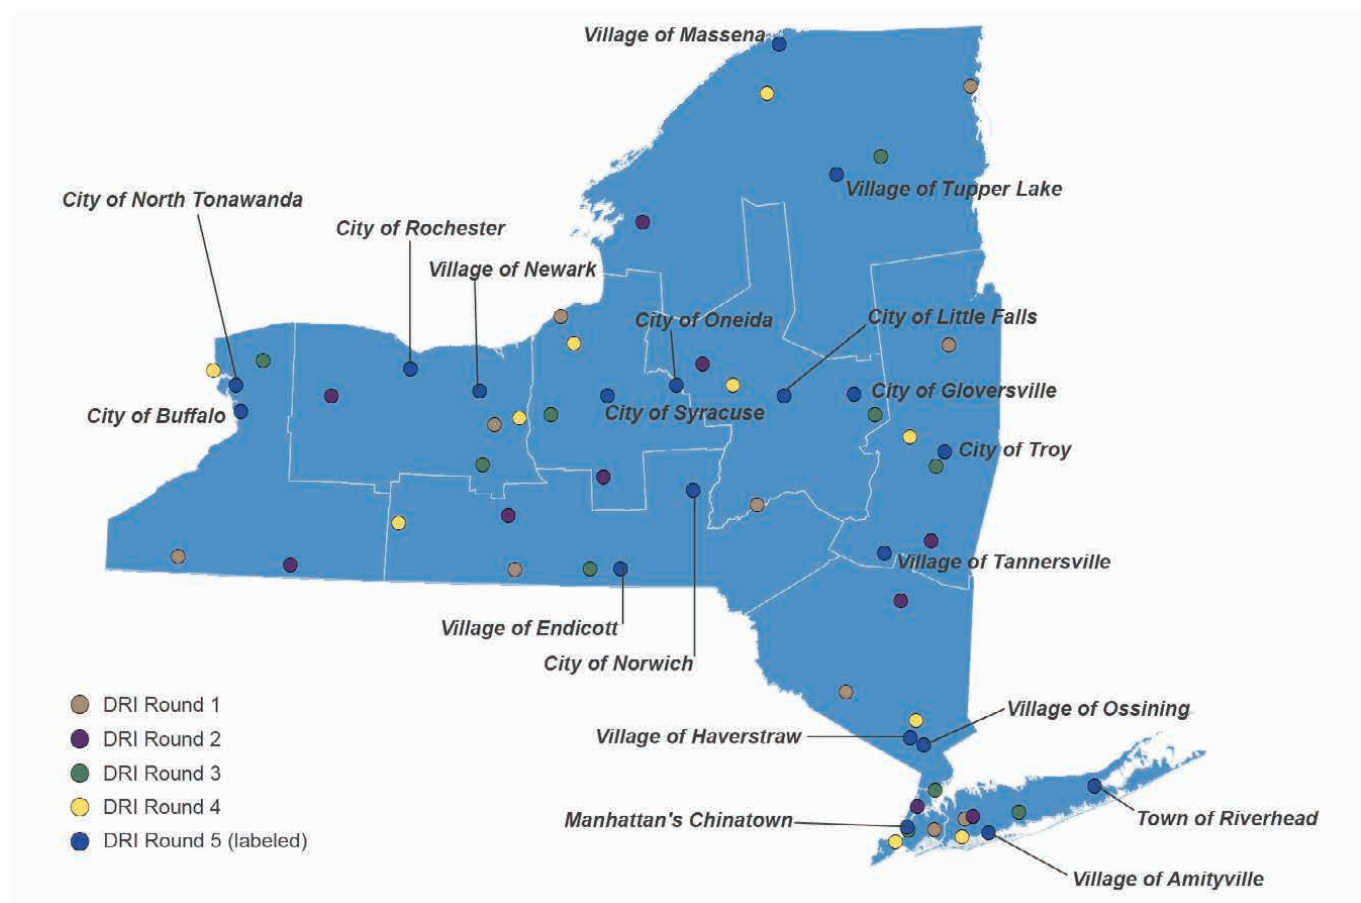 Village of Massena
Village of Tupper Lake
City of North Tonawanda
City of Rochester
Village of Newark
City of Oneida
City of Little Falls
City of Gloversville
City of Buffalo
City of Syracuse
City of Troy
Village of Tannersville
Village of Endicott
City of Norwich
DRI Round 1
DRI Round 2
DRI Round 3
DRI Round 4
DRI Round 5 (labeled)
Village of Ossining
Village of Haverstraw
Manhattan's Chinatown
Town of Riverhead
Village of Amityville